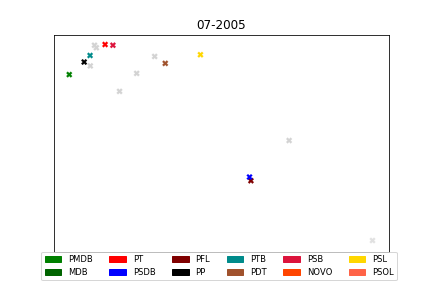 07-2005
PMDB PT PFL PTB PSB PSL
MDB PSDB PP PDT NOVO PSOL